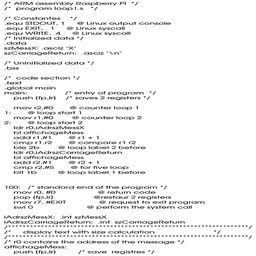 /* ARM assembly Raspberry PI  */
/*  program loop1.s   */

/* Constantes    */
.equ STDOUT, 1     @ Linux output console
.equ EXIT,   1     @ Linux syscall
.equ WRITE,  4     @ Linux syscall
/* Initialized data */
.data
szMessX: .asciz "X"
szCarriageReturn:  .asciz "\n"

/* UnInitialized data */
.bss

/*  code section */
.text
.global main
main:             /* entry of program  */
    push {fp,lr}    /* saves 2 registers */

    mov r2,#0     @ counter loop 1
1:     @ loop start 1
    mov r1,#0     @ counter loop 2
2:     @ loop start 2
    ldr r0,iAdrszMessX
    bl affichageMess
    add r1,#1     @ r1 + 1
    cmp r1,r2     @ compare r1 r2
    ble 2b      @ loop label 2 before
    ldr r0,iAdrszCarriageReturn
    bl affichageMess
    add r2,#1     @ r2 + 1
    cmp r2,#5     @ for five loop
    blt 1b      @ loop label 1 before

100:   /* standard end of the program */
    mov r0, #0              @ return code
    pop {fp,lr}             @restaur 2 registers
    mov r7, #EXIT           @ request to exit program
    swi 0                   @ perform the system call

iAdrszMessX:  .int szMessX
iAdrszCarriageReturn:  .int  szCarriageReturn
/******************************************************************/
/*     display text with size calculation                         */
/******************************************************************/
/* r0 contains the address of the message */
affichageMess:
    push {fp,lr}      /* save  registres */